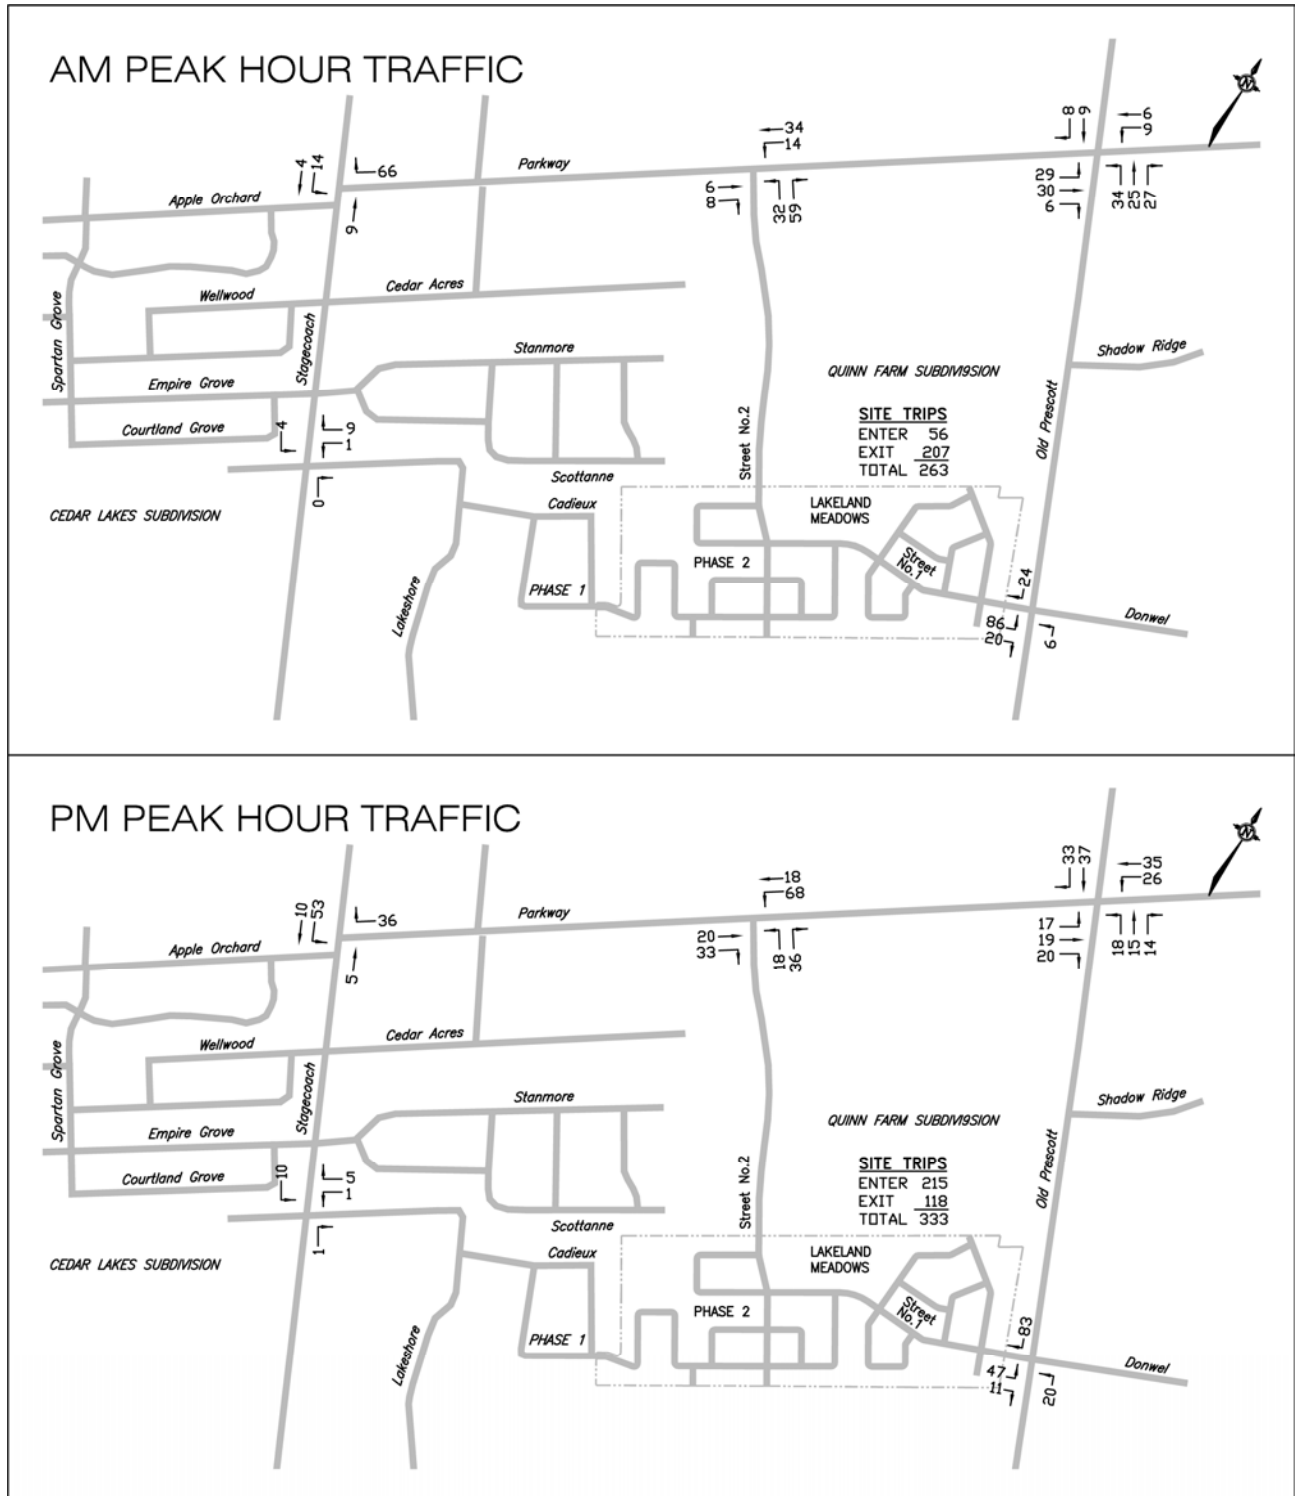 AM PEAK HOUR TRAFFIC
N
8 9
6
9
34
14
4 14
66
Parkway
6
8
32 59
29
30
6
34 25 27
Apple Orchard
9
Wellwood
Cedar Acres
Spartan Grove
Stagecoach
Stanmore
Shadow Ridge
QUINN FARM SUBDIVI9SION
Empire Grove
Courtland Grove
4
9
1
0
Street No.2
SITE TRIPS
ENTER 56
EXIT 207
TOTAL 263
Old Prescott
Scottanne
Cadieux
CEDAR LAKES SUBDIVISION
LAKELAND
MEADOWS
PHASE 2
Street
No.1
PHASE 1
Lakeshore
24
86
20
6
Donwel
PM PEAK HOUR TRAFFIC
N
33 37
35
26
18
68
10 53
36
Parkway
20
33
18 36
17
19
20
18 15 14
Apple Orchard
5
Wellwood
Cedar Acres
Spartan Grove
Stagecoach
Stanmore
Shadow Ridge
QUINN FARM SUBDIVI9SION
Empire Grove
Courtland Grove
10
5
1
1
Street No.2
SITE TRIPS
ENTER 215
EXIT 118
TOTAL 333
Old Prescott
Scottanne
Cadieux
CEDAR LAKES SUBDIVISION
LAKELAND
MEADOWS
PHASE 2
Street
No.1
PHASE 1
Lakeshore
83
47
11
20
Donwel